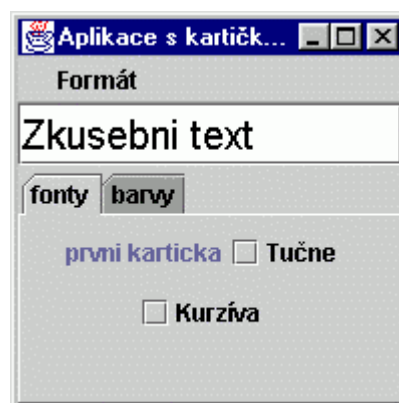 Aplikace s kartičk...
Formát
Zkusebni text
fonty barvy
prvni karticka Tučne
Kurzíva